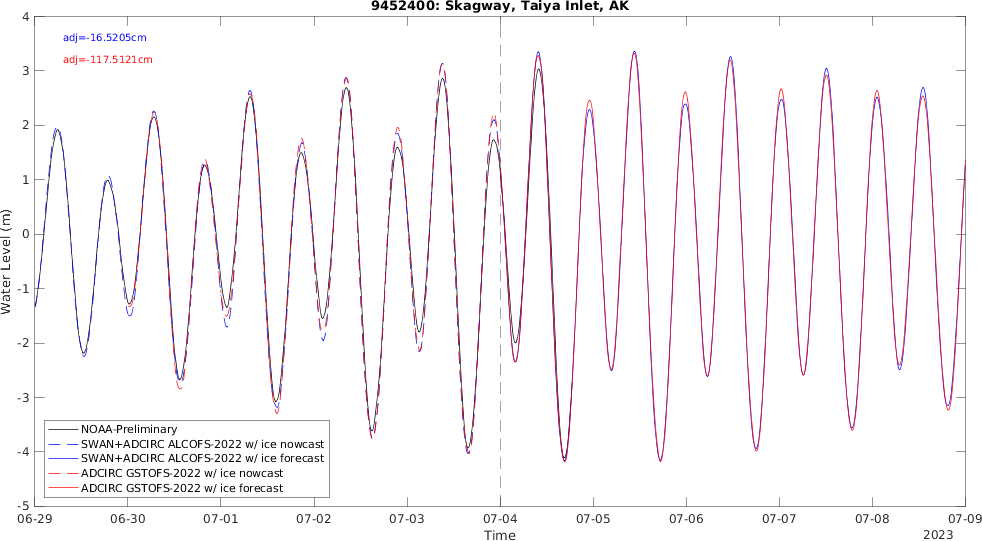 9452400: Skagway, Taiya Inlet, AK
adj=-16.5205cm
adj=-117.5121cm
4
3
2
1
0
-1
-2
-3
-4
-5
Water Level (m)
NOAA-Preliminary
SWAN+ADCIRC ALCOFS-2022 w/ ice nowcast
SWAN+ADCIRC ALCOFS-2022 w/ ice forecast
ADCIRC GSTOFS-2022 w/ ice nowcast
ADCIRC GSTOFS-2022 w/ ice forecast
06-29 06-30 07-01 07-02 07-03 07-04 07-05 07-06 07-07 07-08 07-09
Time
2023